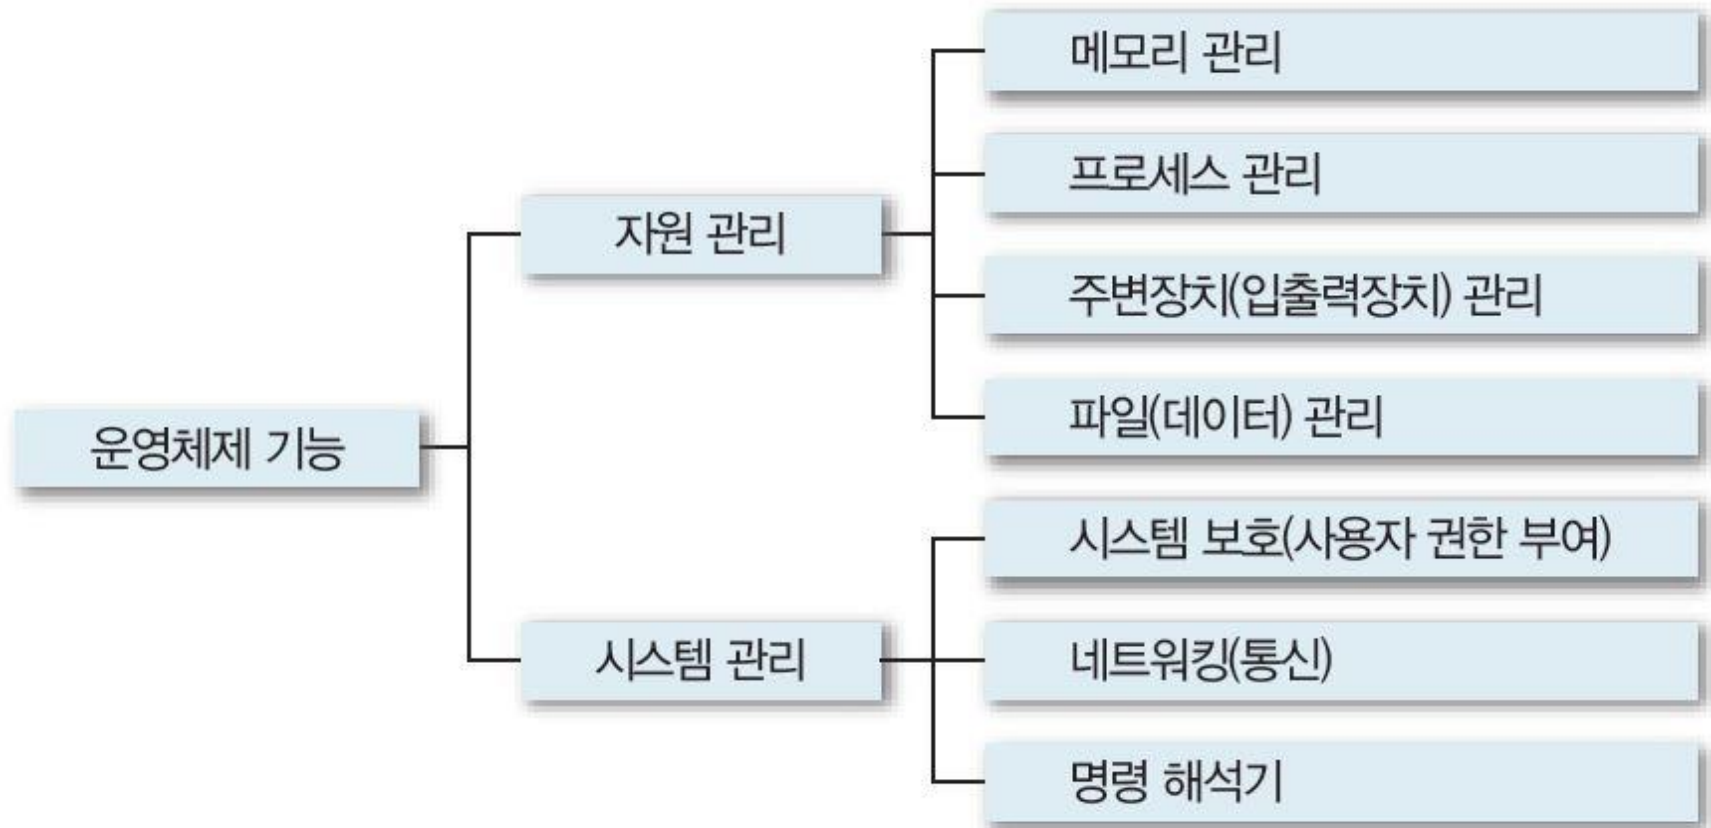 운영체제 기능
자원 관리
메모리 관리
프로세스 관리
주변장치(입출력장치) 관리
파일(데이터) 관리
시스템 관리
시스템 보호(사용자 권한 부여)
네트워킹(통신)
명령 해석기